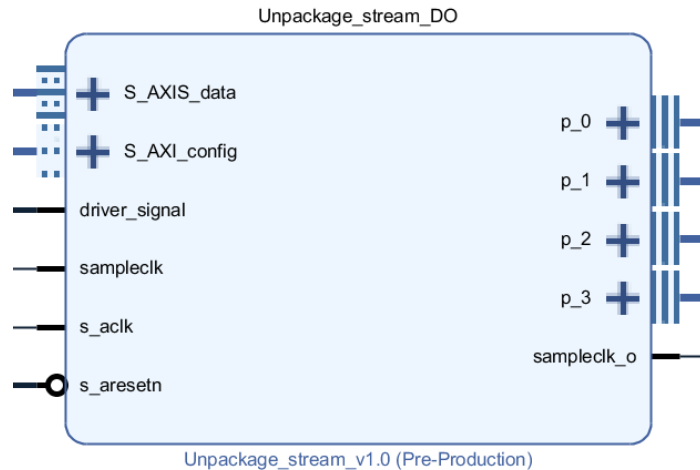 Unpackage_stream_DO
S_AXIS_data
S_AXI_config
driver_signal
sampleclk
s_aclk
s_aresetn
p_0
p_1
p_2
p_3
sampleclk_o
Unpackage_stream_v1.0 (Pre-Production)